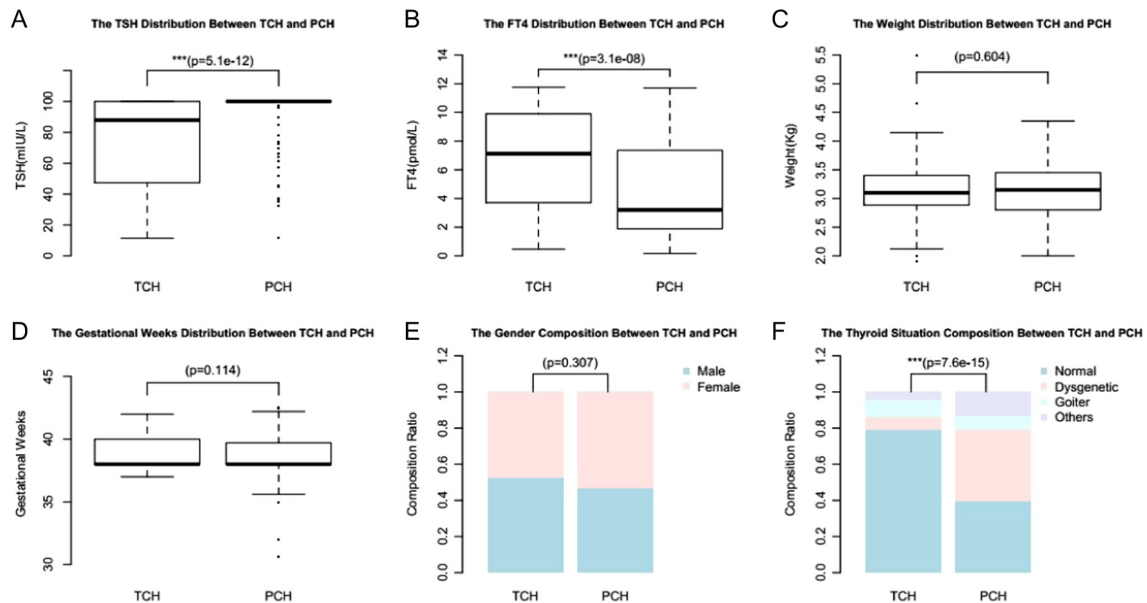 A
The TSH Distribution Between TCH and PCH
***(p=5.1e-12)
TSH(mIU/L)
100
80
60
40
20
0
TCH PCH
B
The FT4 Distribution Between TCH and PCH
***(p=3.1e-08)
FT4(pmol/L)
14
12
10
8
6
4
2
0
TCH PCH
C
The Weight Distribution Between TCH and PCH
(p=0.604)
Weight(Kg)
5.5
5.0
4.5
4.0
3.5
3.0
2.5
2.0
TCH PCH
D
The Gestational Weeks Distribution Between TCH and PCH
(p=0.114)
Gestational Weeks
45
40
35
30
TCH PCH
E
The Gender Composition Between TCH and PCH
(p=0.307)
Male
Female
Composition Ratio
1.2
1.0
0.8
0.6
0.4
0.2
0.0
TCH PCH
F
The Thyroid Situation Composition Between TCH and PCH
***(p=7.6e-15)
Normal
Dysgenetic
Goiter
Others
Composition Ratio
1.2
1.0
0.8
0.6
0.4
0.2
0.0
TCH PCH